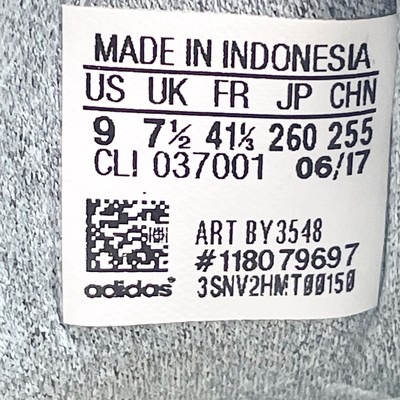 MADE IN INDONESIA
US UK FR JP CHN
9 7½ 41⅓ 260 255
CL! 037001 06/17
ART BY3548
#118079697
adidas 3SNV2HMT00150